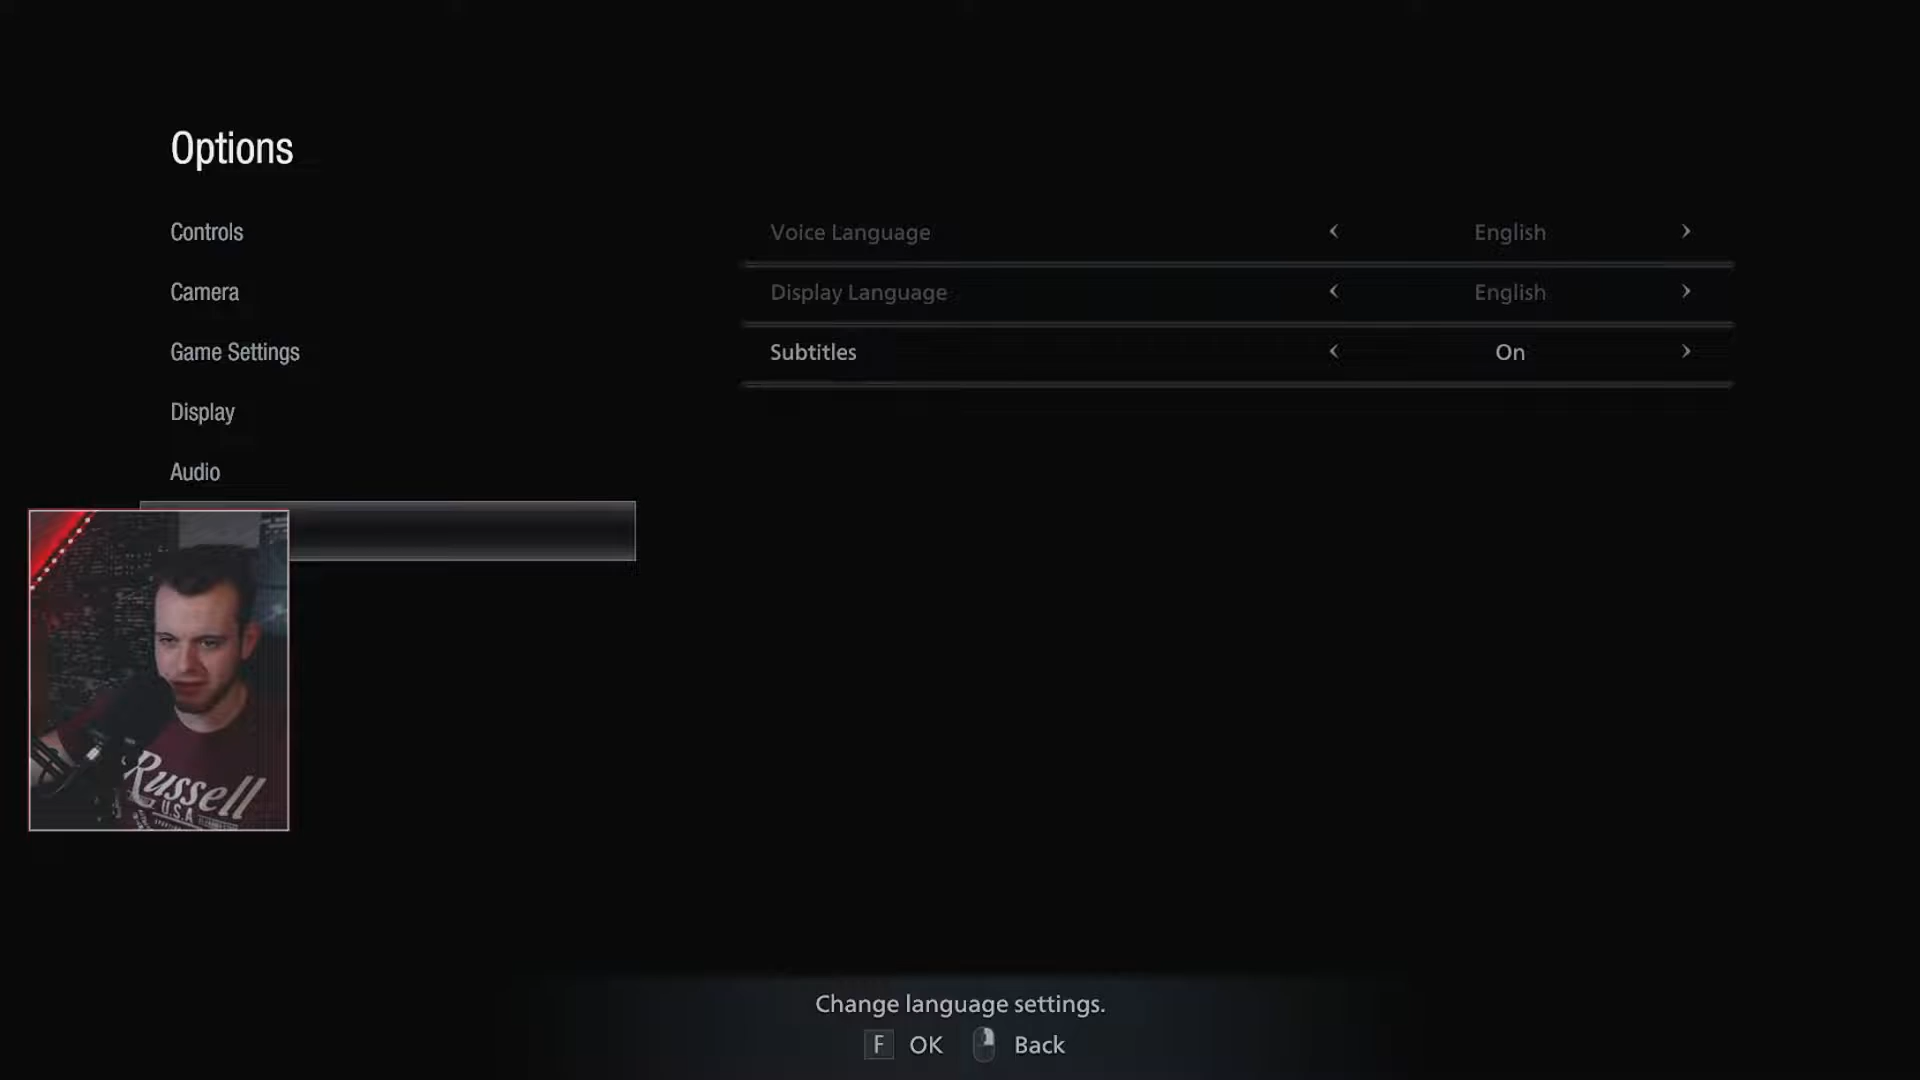 Options
Controls
Camera
Game Settings
Display
Audio
Voice Language
English
Display Language
English
Subtitles
On
Russell
U.S.A
Change language settings.
F OK Back